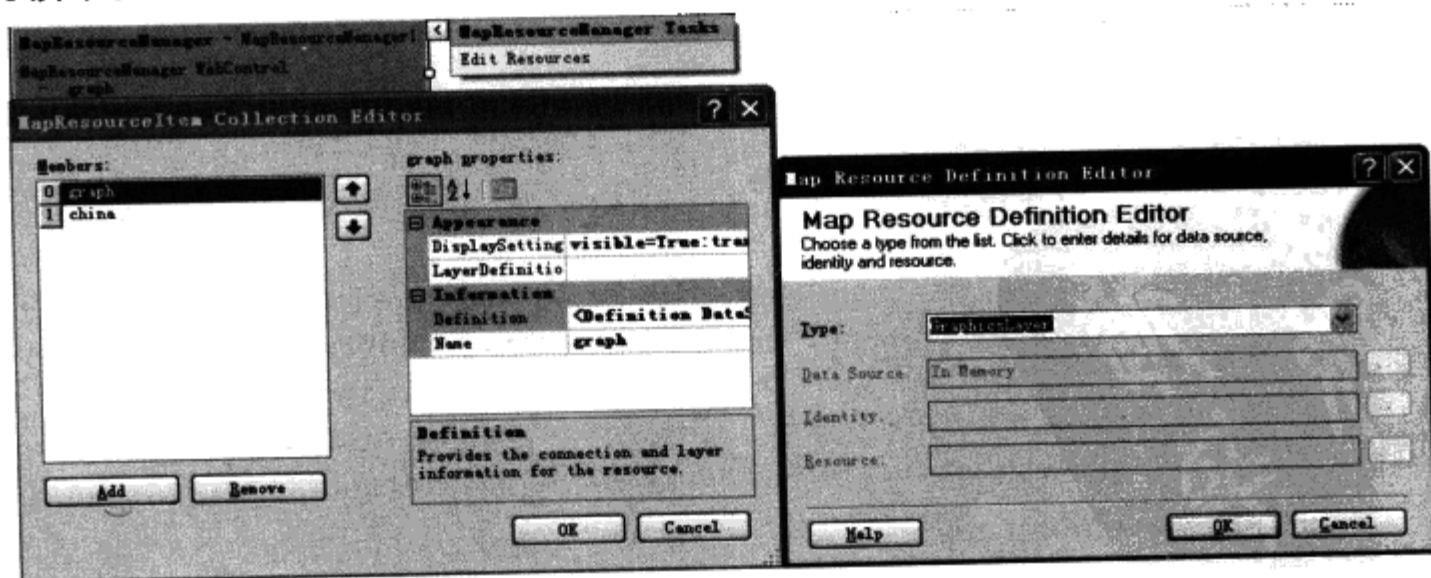 MapResourceManager - MapResourceManager1
MapResourceManager Tasks
Edit Resources
MapResourceManager WebControl
- graph
MapResourceItem Collection Editor
Members:
0 graph
1 china
Add
Remove
graph properties:
Appearance
DisplaySetting visible=True:tran
LayerDefinitio
Information
Definition <Definition DataS
Name graph
Definition
Provides the connection and layer
information for the resource.
OK
Cancel
Map Resource Definition Editor
Map Resource Definition Editor
Choose a type from the list. Click to enter details for data source,
identity and resource.
Type: GraphicsLayer
Data Source: In Memory
Identity:
Resource:
Help
OK
Cancel